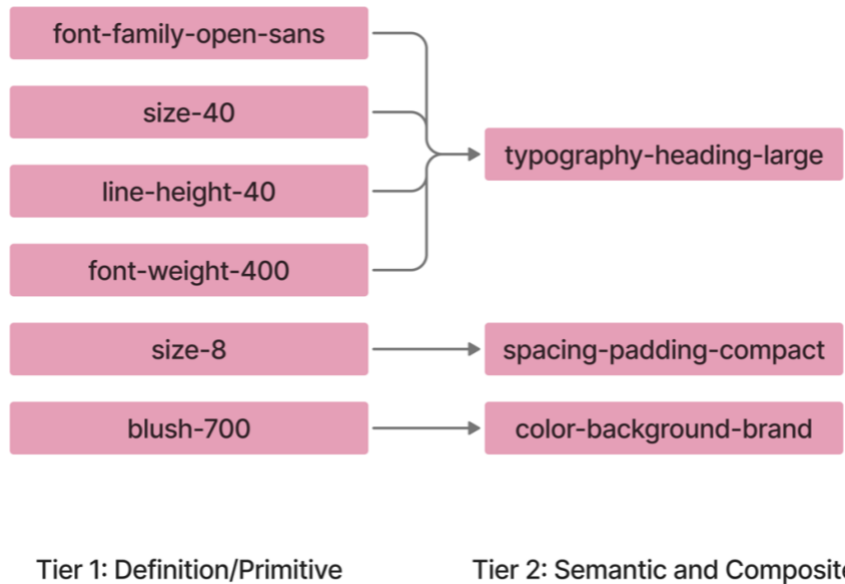 font-family-open-sans
size-40
typography-heading-large
line-height-40
font-weight-400
size-8
spacing-padding-compact
blush-700
color-background-brand
Tier 1: Definition/Primitive
Tier 2: Semantic and Composite